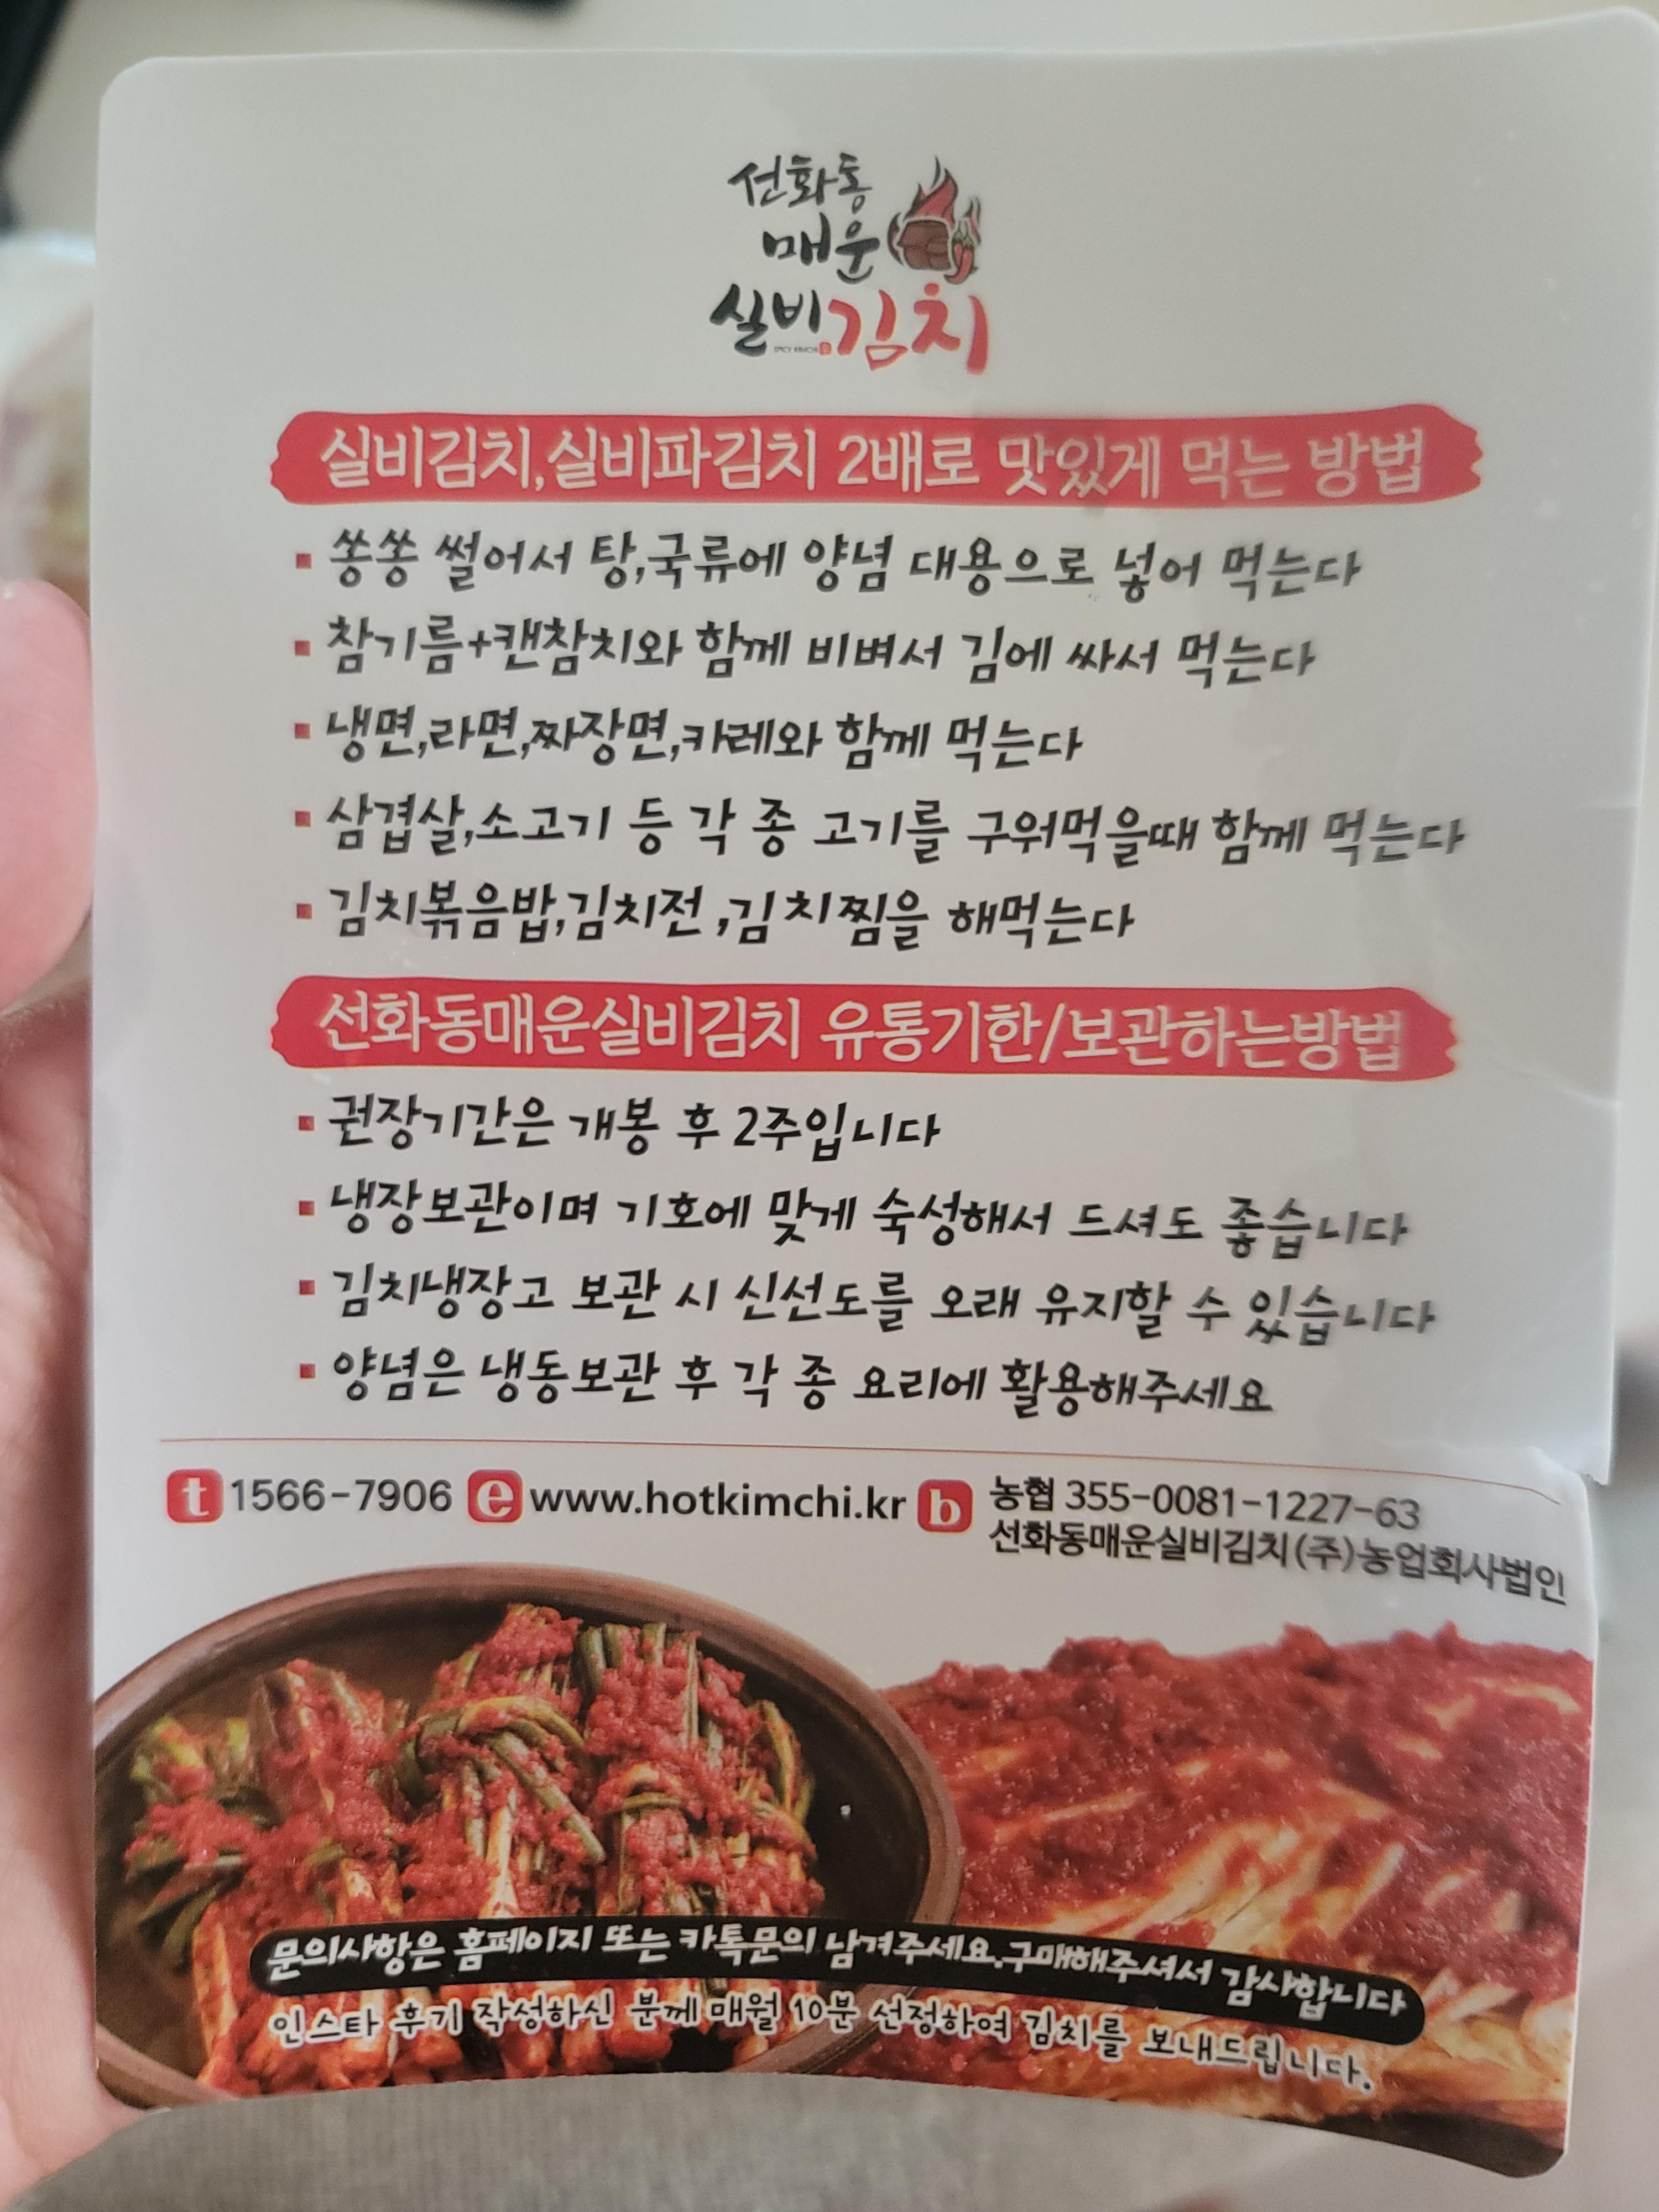 선화동
매운
실비김치
SPICY KIMCHI
실비김치,실비파김치 2배로 맛있게 먹는 방법
쏭쏭 썰어서 탕,국류에 양념 대용으로 넣어 먹는다
참기름+캔참치와 함께 비벼서 김에 싸서 먹는다
냉면,라면,짜장면,카레와 함께 먹는다
삼겹살,소고기 등 각 종 고기를 구워먹을때 함께 먹는다
김치볶음밥,김치전,김치찜을 해먹는다
선화동매운실비김치 유통기한/보관하는방법
권장기간은 개봉 후 2주입니다
냉장보관이며 기호에 맞게 숙성해서 드셔도 좋습니다
김치냉장고 보관 시 신선도를 오래 유지할 수 있습니다
양념은 냉동보관 후 각 종 요리에 활용해주세요
t 1566-7906 e www.hotkimchi.kr b 농협 355-0081-1227-63
선화동매운실비김치(주)농업회사법인
문의사항은 홈페이지 또는 카톡문의 남겨주세요.구매해주셔서 감사합니다
인스타 후기 작성하신 분께 매월 10분 선정하여 김치를 보내드립니다.